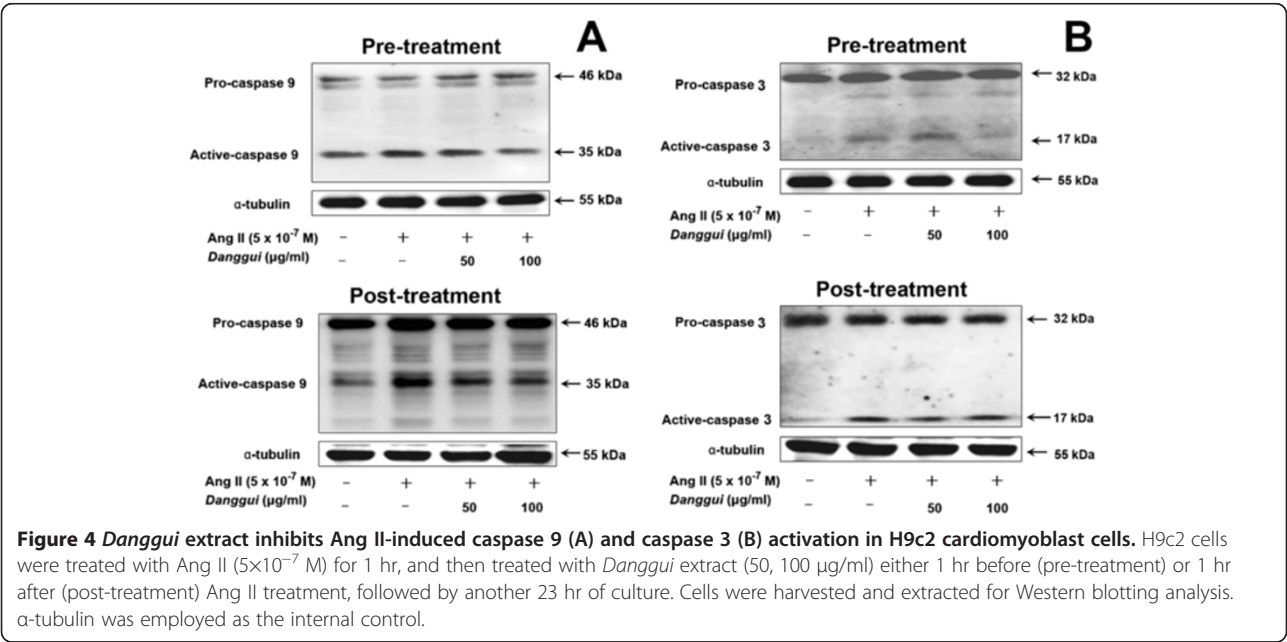 A
Pre-treatment
Pro-caspase 9
← 46 kDa
Active-caspase 9
← 35 kDa
α-tubulin
← 55 kDa
Ang II (5 x 10⁻⁷ M) – + + +
Danggui (μg/ml) – – 50 100
Post-treatment
Pro-caspase 9
← 46 kDa
Active-caspase 9
← 35 kDa
α-tubulin
← 55 kDa
Ang II (5 x 10⁻⁷ M) – + + +
Danggui (μg/ml) – – 50 100
B
Pre-treatment
Pro-caspase 3
← 32 kDa
Active-caspase 3
← 17 kDa
α-tubulin
← 55 kDa
Ang II (5 x 10⁻⁷ M) – + + +
Danggui (μg/ml) – – 50 100
Post-treatment
Pro-caspase 3
← 32 kDa
Active-caspase 3
← 17 kDa
α-tubulin
← 55 kDa
Ang II (5 x 10⁻⁷ M) – + + +
Danggui (μg/ml) – – 50 100
Figure 4 Danggui extract inhibits Ang II-induced caspase 9 (A) and caspase 3 (B) activation in H9c2 cardiomyoblast cells. H9c2 cells
were treated with Ang II (5×10⁻⁷ M) for 1 hr, and then treated with Danggui extract (50, 100 μg/ml) either 1 hr before (pre-treatment) or 1 hr
after (post-treatment) Ang II treatment, followed by another 23 hr of culture. Cells were harvested and extracted for Western blotting analysis.
α-tubulin was employed as the internal control.